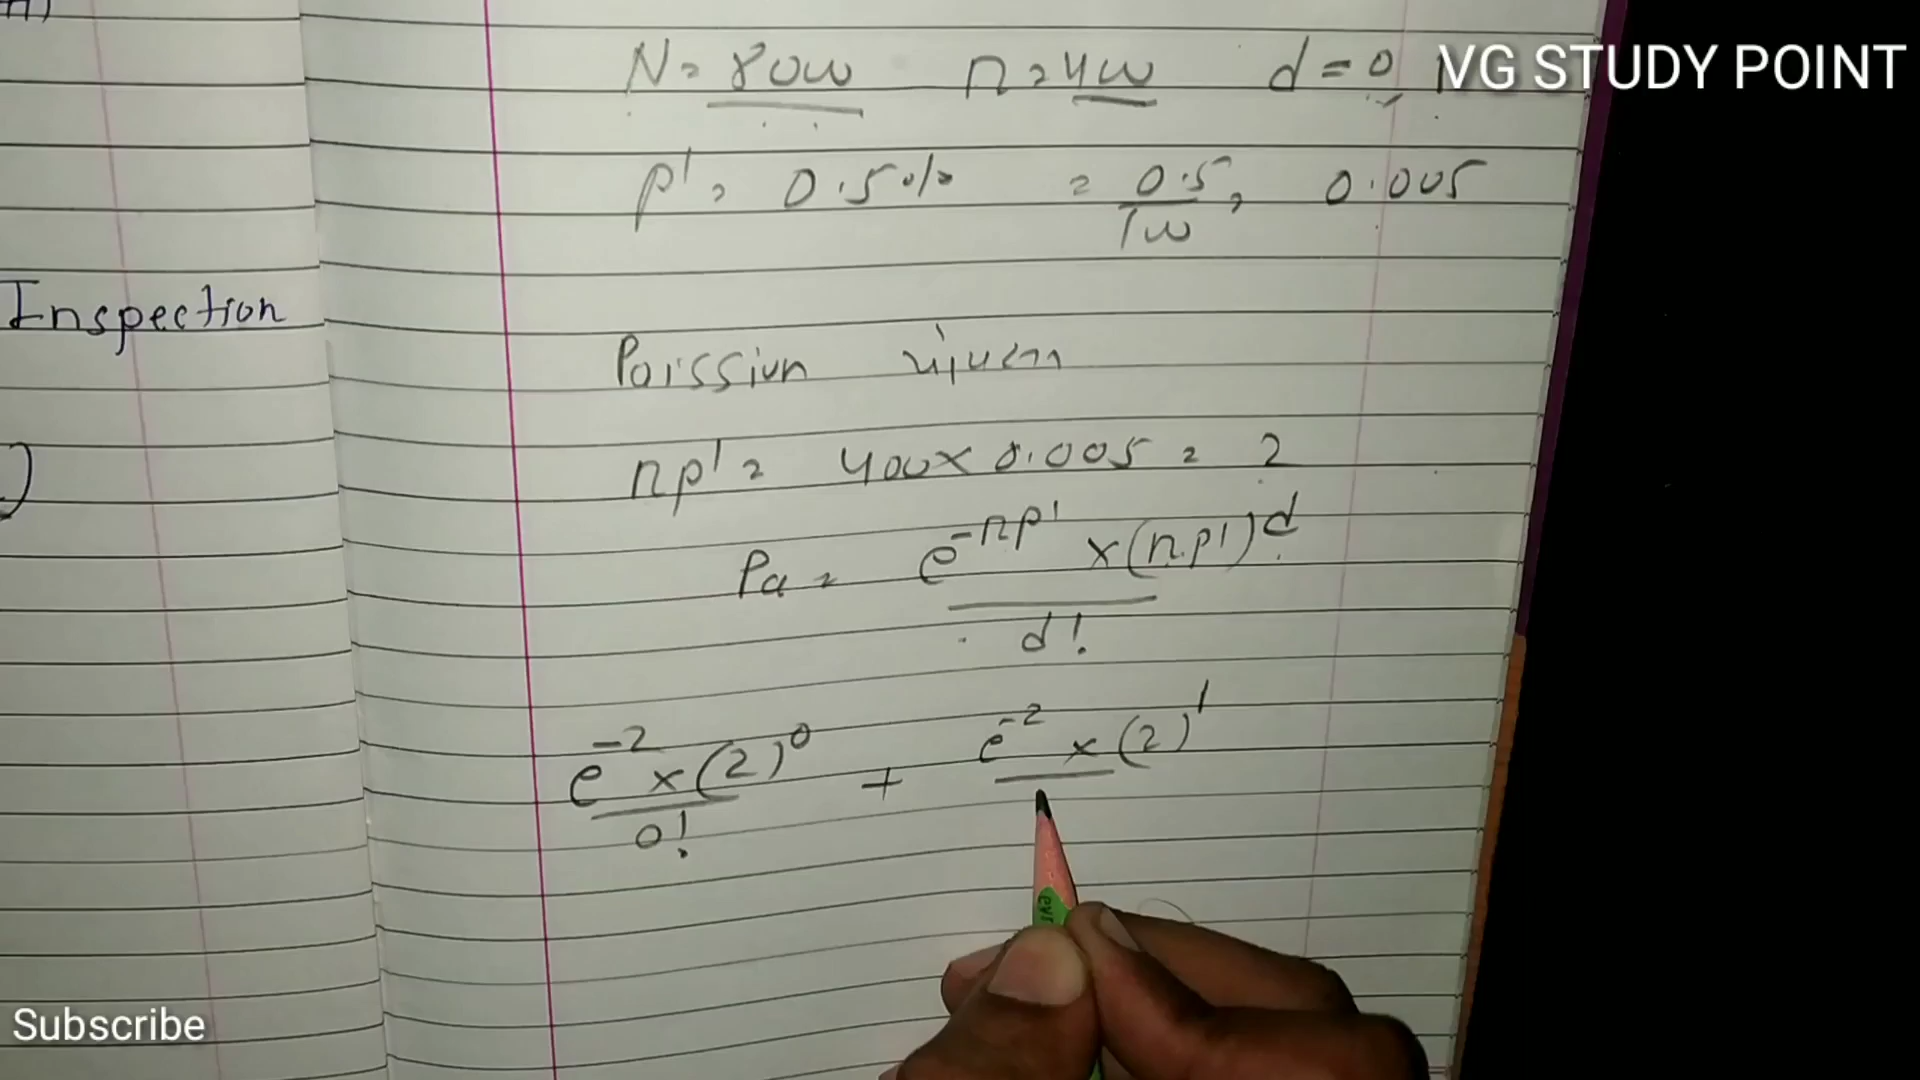 N = 8000 n = 400 d = 0, 1
VG STUDY POINT
p' = 0.5% = 0.5/100, 0.005
Inspection
Poission
np' = 400 x 0.005 = 2
Pa = e^-np' x (n.p')^d / d!
e^-2 x (2)^0 / 0! + e^-2 x (2)^1
Subscribe